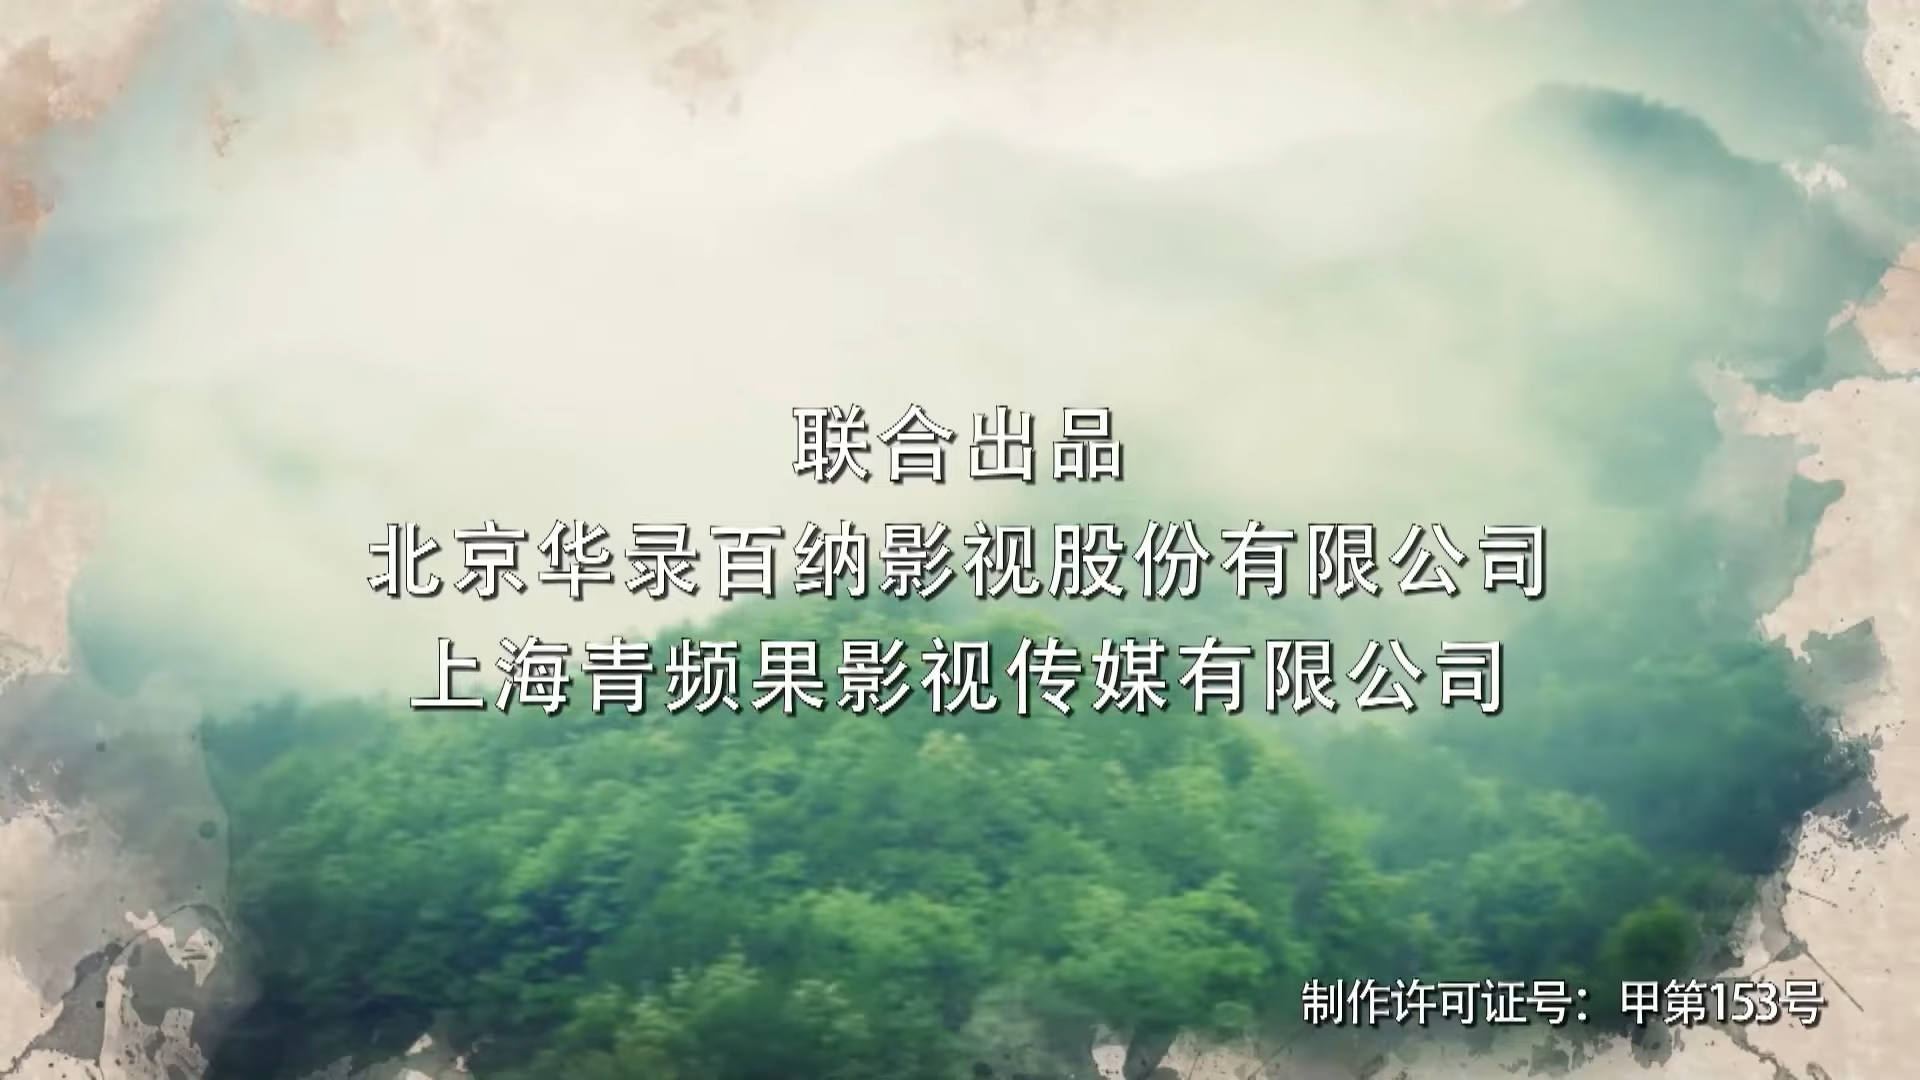 联合出品
北京华录百纳影视股份有限公司
上海青频果影视传媒有限公司
制作许可证号：甲第153号